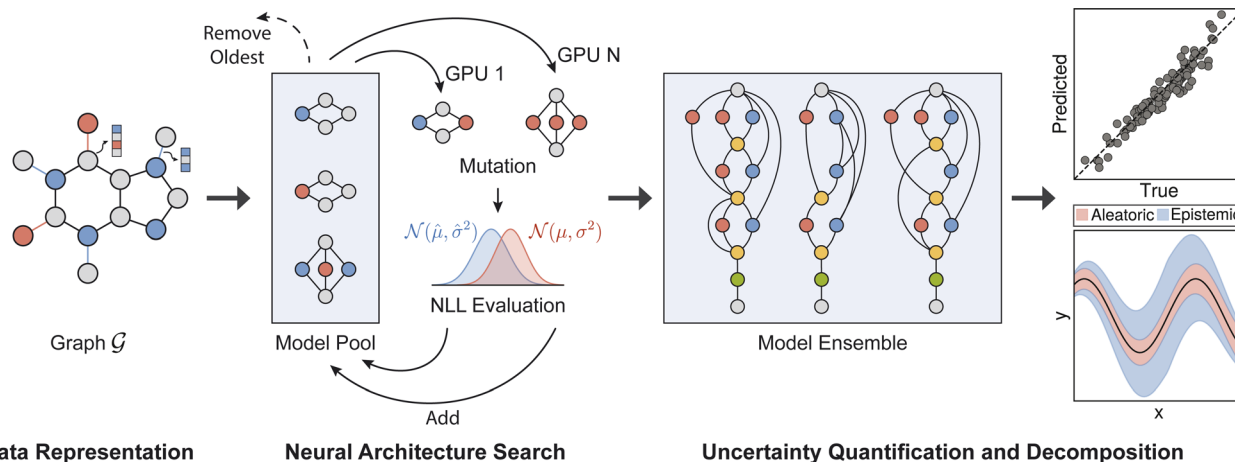 Remove
Oldest
GPU 1
GPU N
Mutation
𝒩(μ̂, σ̂²)
𝒩(μ, σ²)
NLL Evaluation
Graph 𝒢
Model Pool
Add
Model Ensemble
Predicted
True
Aleatoric
Epistemic
y
x
ata Representation
Neural Architecture Search
Uncertainty Quantification and Decomposition